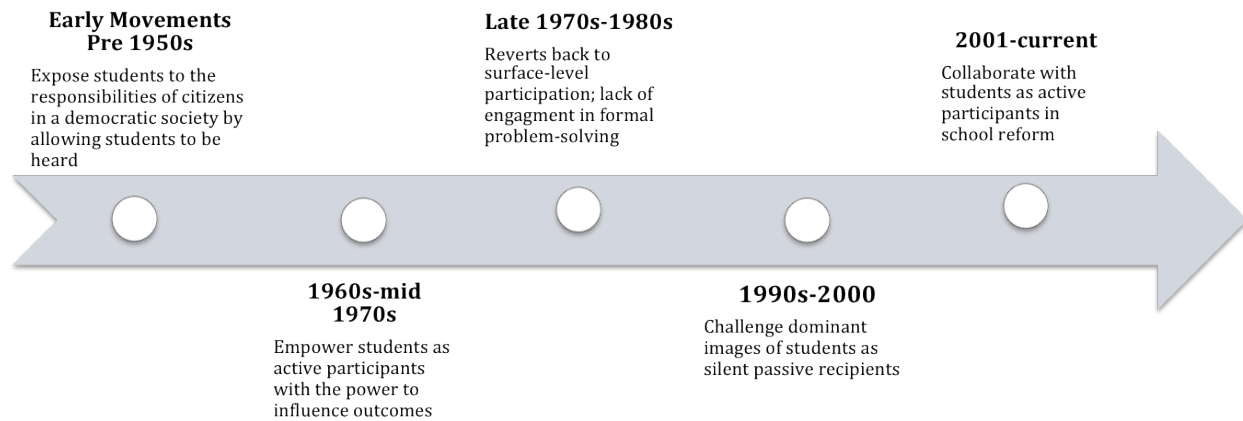 Early Movements
Pre 1950s
Expose students to the
responsibilities of citizens
in a democratic society by
allowing students to be
heard
1960s-mid
1970s
Empower students as
active participants
with the power to
influence outcomes
Late 1970s-1980s
Reverts back to
surface-level
participation; lack of
engagment in formal
problem-solving
1990s-2000
Challenge dominant
images of students as
silent passive recipients
2001-current
Collaborate with
students as active
participants in
school reform